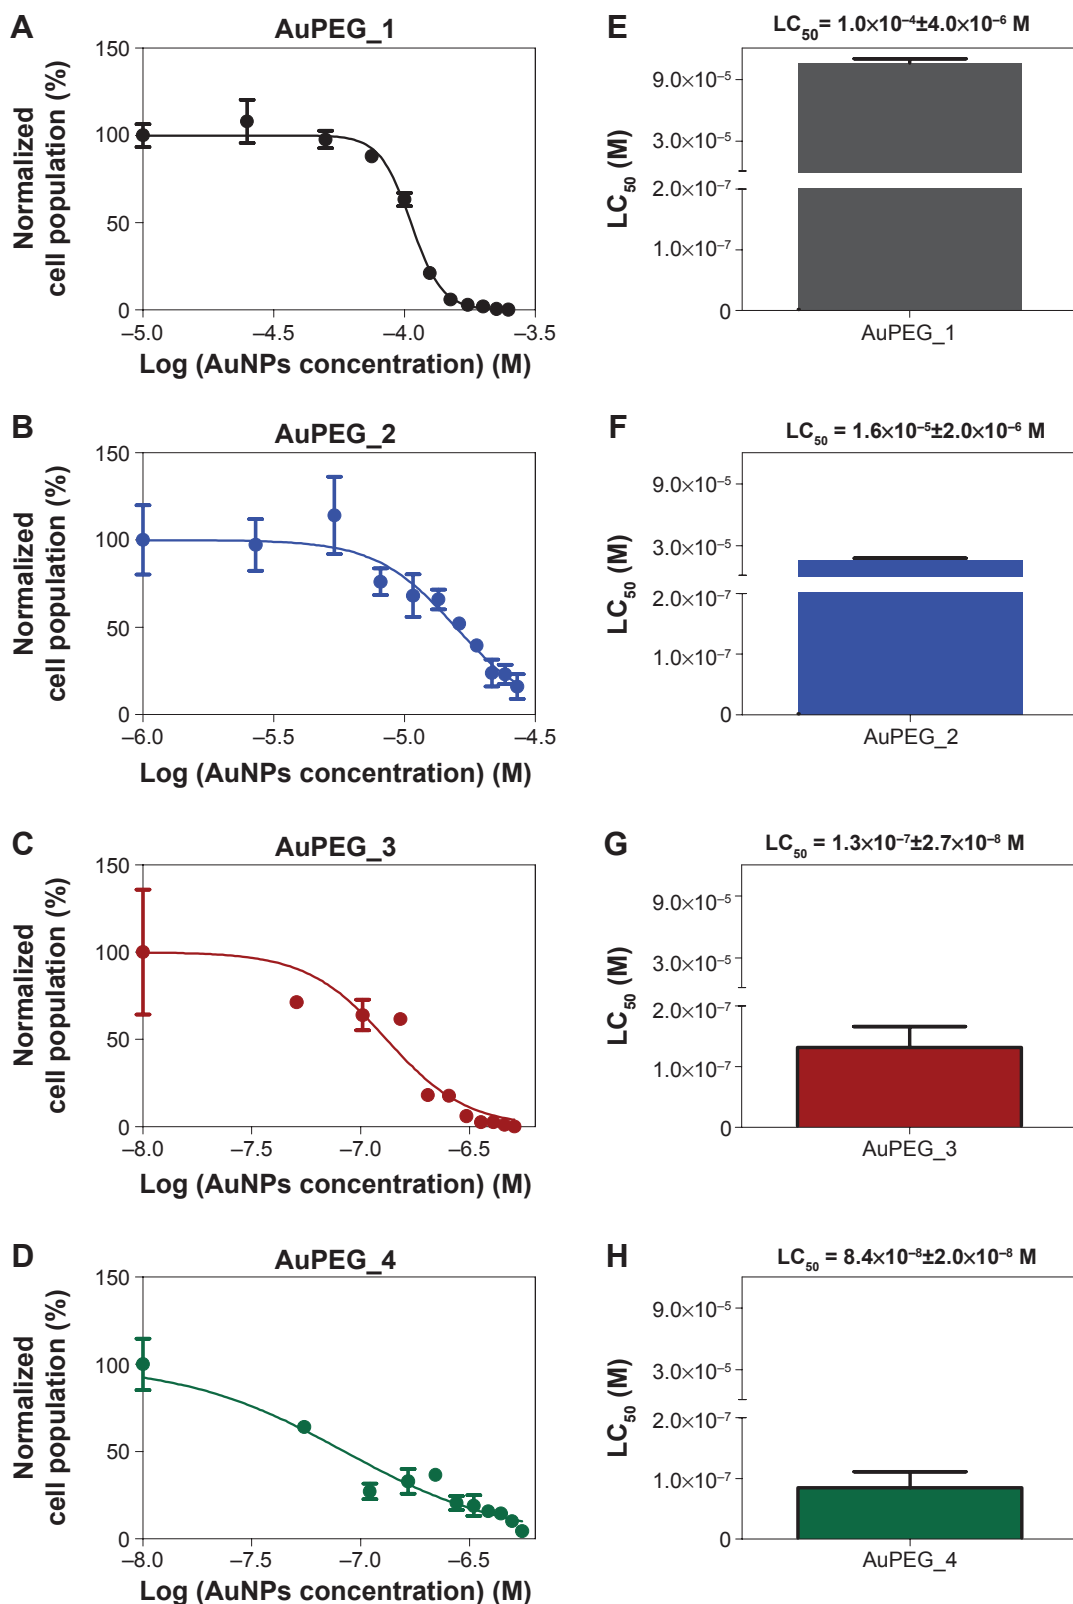 A
AuPEG_1
Normalized
cell population (%)
150
100
50
0
–5.0
–4.5
–4.0
–3.5
Log (AuNPs concentration) (M)
E
LC₅₀= 1.0×10⁻⁴±4.0×10⁻⁶ M
LC₅₀ (M)
9.0×10⁻⁵
3.0×10⁻⁵
2.0×10⁻⁷
1.0×10⁻⁷
0
AuPEG_1
B
AuPEG_2
Normalized
cell population (%)
150
100
50
0
–6.0
–5.5
–5.0
–4.5
Log (AuNPs concentration) (M)
F
LC₅₀ = 1.6×10⁻⁵±2.0×10⁻⁶ M
LC₅₀ (M)
9.0×10⁻⁵
3.0×10⁻⁵
2.0×10⁻⁷
1.0×10⁻⁷
0
AuPEG_2
C
AuPEG_3
Normalized
cell population (%)
150
100
50
0
–8.0
–7.5
–7.0
–6.5
Log (AuNPs concentration) (M)
G
LC₅₀ = 1.3×10⁻⁷±2.7×10⁻⁸ M
LC₅₀ (M)
9.0×10⁻⁵
3.0×10⁻⁵
2.0×10⁻⁷
1.0×10⁻⁷
0
AuPEG_3
D
AuPEG_4
Normalized
cell population (%)
150
100
50
0
–8.0
–7.5
–7.0
–6.5
Log (AuNPs concentration) (M)
H
LC₅₀ = 8.4×10⁻⁸±2.0×10⁻⁸ M
LC₅₀ (M)
9.0×10⁻⁵
3.0×10⁻⁵
2.0×10⁻⁷
1.0×10⁻⁷
0
AuPEG_4